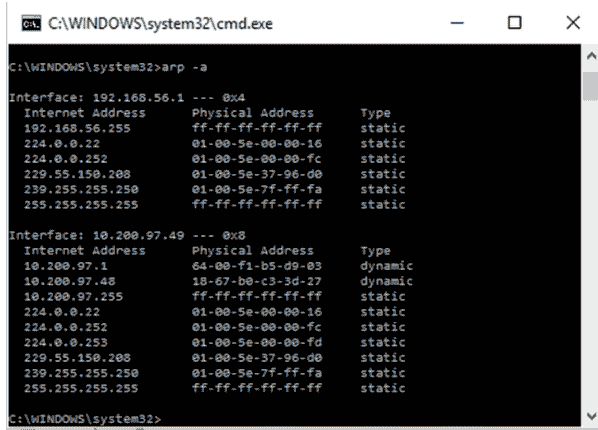 C:\WINDOWS\system32\cmd.exe
C:\WINDOWS\system32>arp -a
Interface: 192.168.56.1 --- 0x4
Internet Address Physical Address Type
192.168.56.255 ff-ff-ff-ff-ff-ff static
224.0.0.22 01-00-5e-00-00-16 static
224.0.0.252 01-00-5e-00-00-fc static
229.55.150.208 01-00-5e-37-96-d0 static
239.255.255.250 01-00-5e-7f-ff-fa static
255.255.255.255 ff-ff-ff-ff-ff-ff static
Interface: 10.200.97.49 --- 0x8
Internet Address Physical Address Type
10.200.97.1 64-00-f1-b5-d9-03 dynamic
10.200.97.48 18-67-b0-c3-3d-27 dynamic
10.200.97.255 ff-ff-ff-ff-ff-ff static
224.0.0.22 01-00-5e-00-00-16 static
224.0.0.252 01-00-5e-00-00-fc static
224.0.0.253 01-00-5e-00-00-fd static
229.55.150.208 01-00-5e-37-96-d0 static
239.255.255.250 01-00-5e-7f-ff-fa static
255.255.255.255 ff-ff-ff-ff-ff-ff static
C:\WINDOWS\system32>